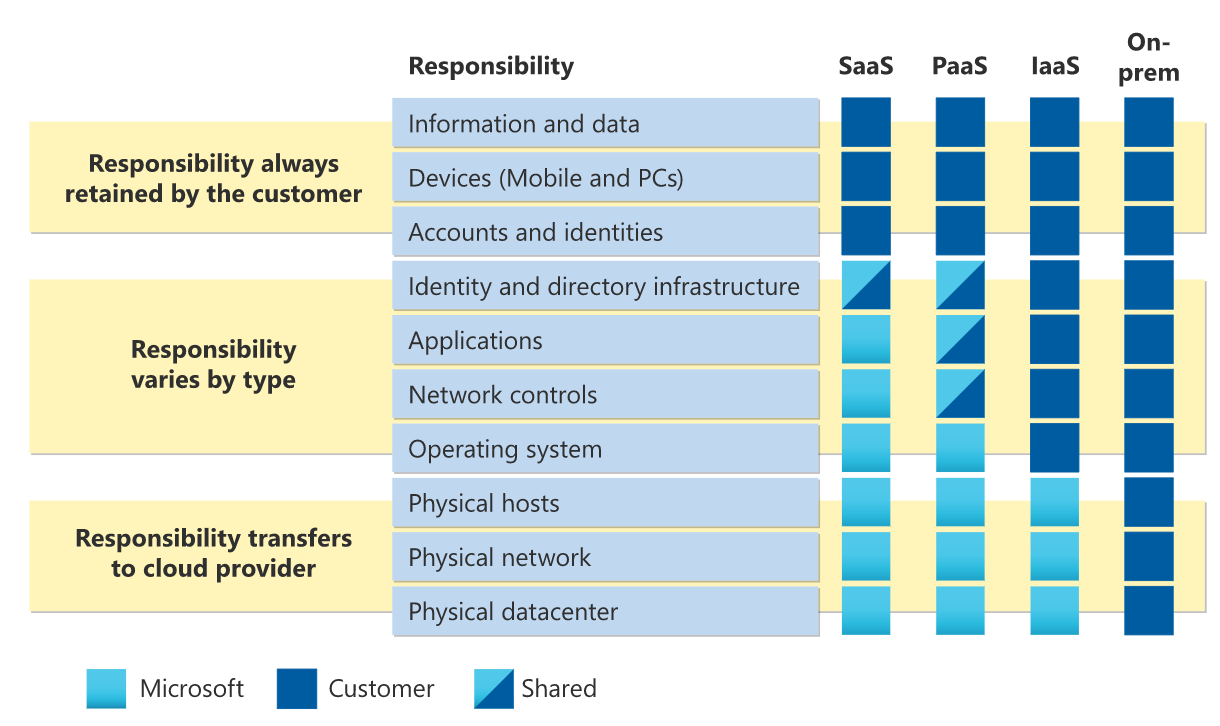 Responsibility SaaS PaaS IaaS On-
prem
Information and data
Responsibility always
retained by the customer
Devices (Mobile and PCs)
Accounts and identities
Identity and directory infrastructure
Responsibility
varies by type
Applications
Network controls
Operating system
Physical hosts
Responsibility transfers
to cloud provider
Physical network
Physical datacenter
Microsoft Customer Shared